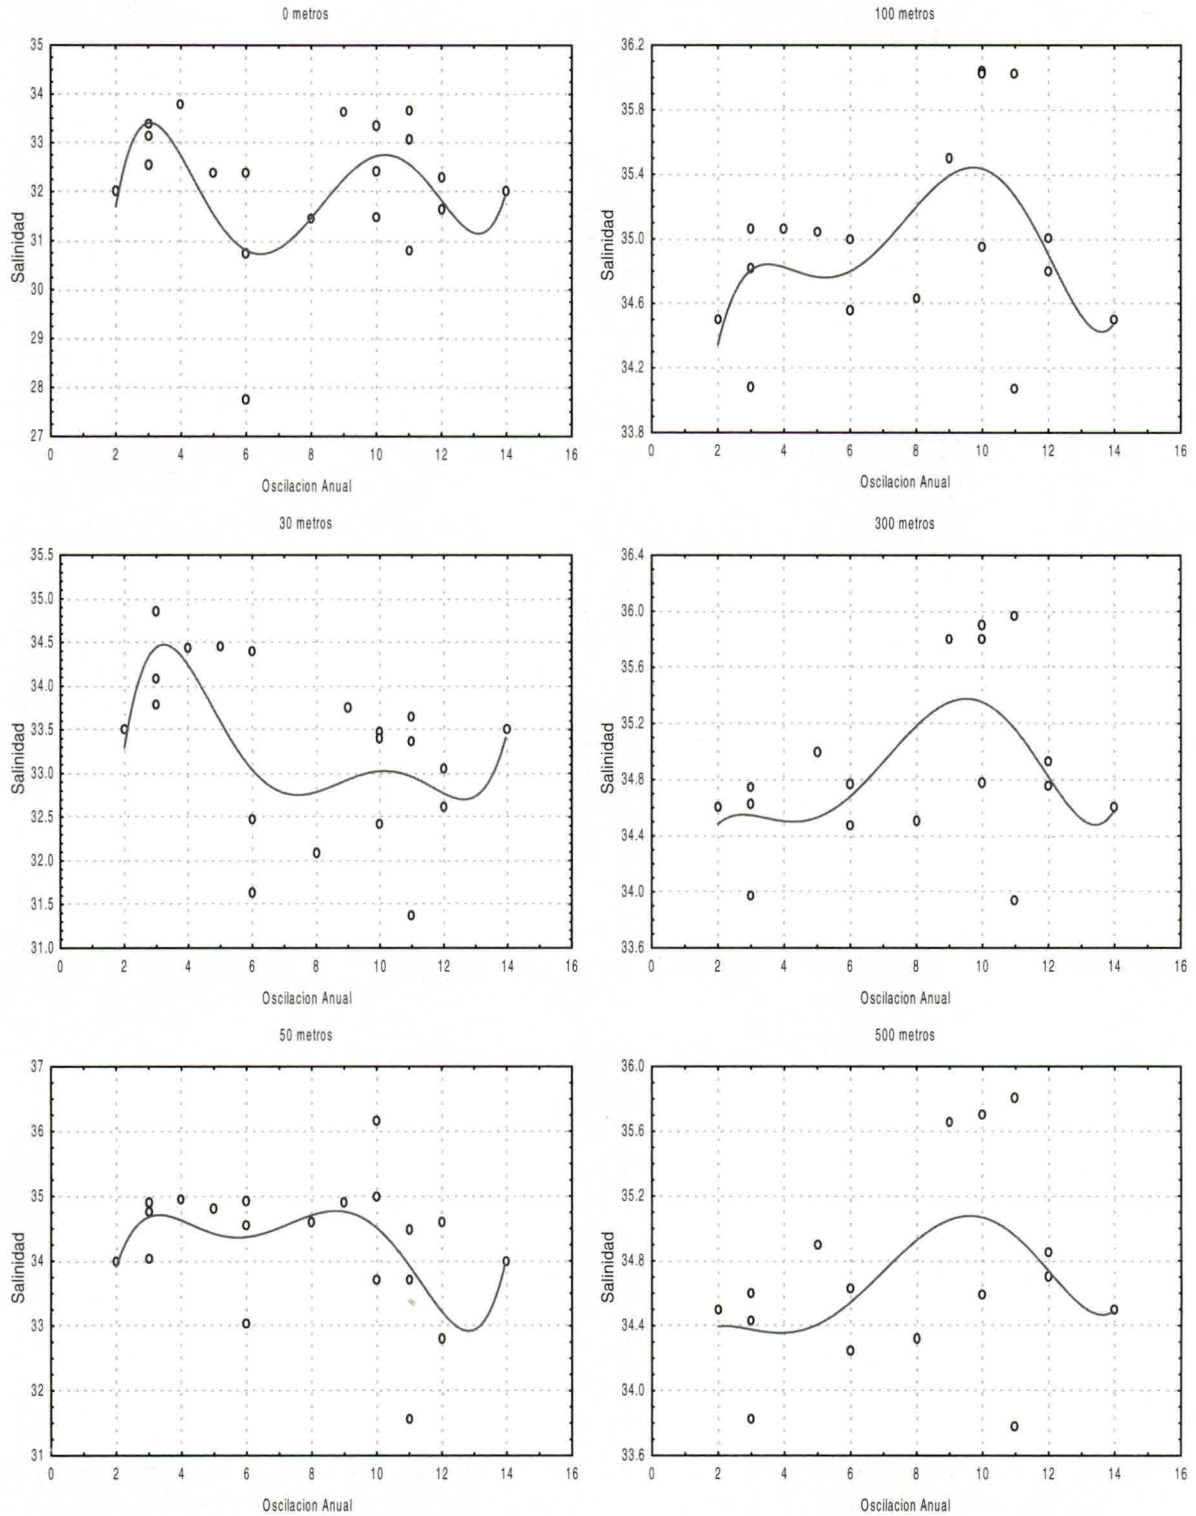 0 metros
35
34
33
32
31
30
29
28
27
Salinidad
0 2 4 6 8 10 12 14 16
Oscilacion Anual
100 metros
36.2
35.8
35.4
35.0
34.6
34.2
33.8
Salinidad
0 2 4 6 8 10 12 14 16
Oscilacion Anual
30 metros
35.5
35.0
34.5
34.0
33.5
33.0
32.5
32.0
31.5
31.0
Salinidad
0 2 4 6 8 10 12 14 16
Oscilacion Anual
300 metros
36.4
36.0
35.6
35.2
34.8
34.4
34.0
33.6
Salinidad
0 2 4 6 8 10 12 14 16
Oscilacion Anual
50 metros
37
36
35
34
33
32
31
Salinidad
0 2 4 6 8 10 12 14 16
Oscilacion Anual
500 metros
36.0
35.6
35.2
34.8
34.4
34.0
33.6
Salinidad
0 2 4 6 8 10 12 14 16
Oscilacion Anual